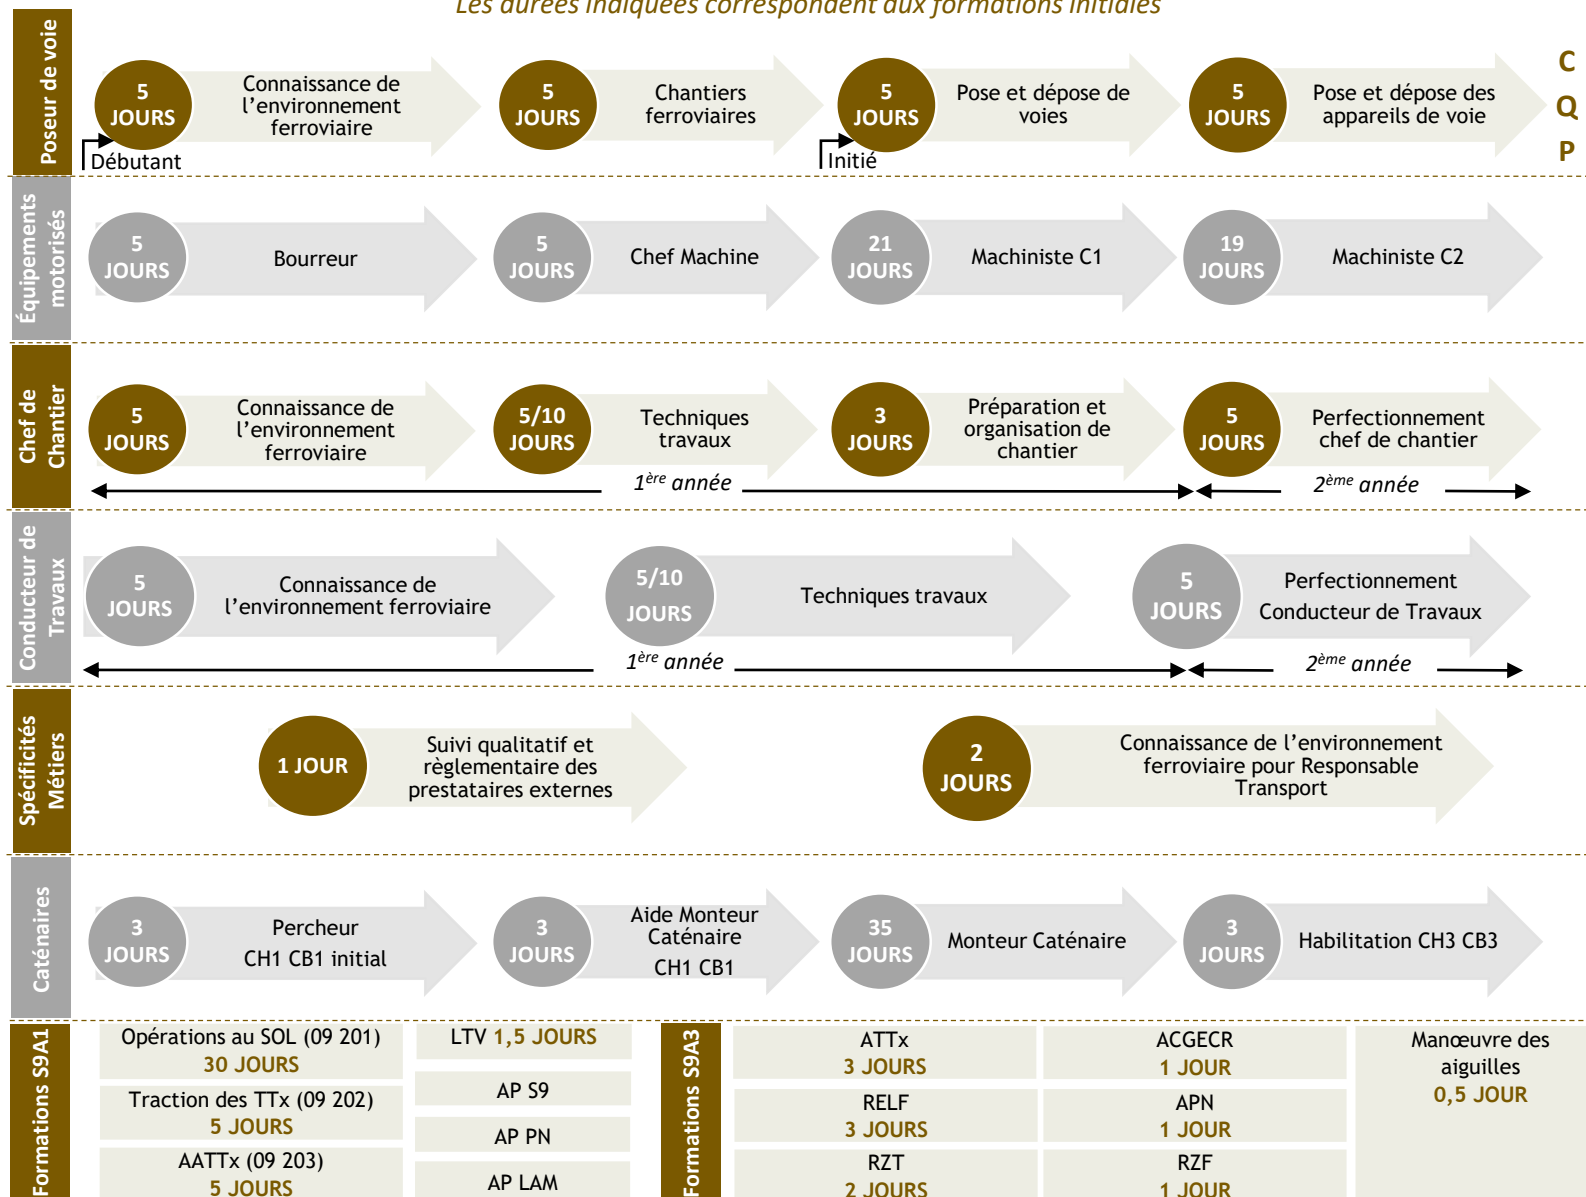 Les durées indiquées correspondent aux formations initiales
Poseur de voie
5
JOURS
Connaissance de
l'environnement
ferroviaire
5
JOURS
Chantiers
ferroviaires
5
JOURS
Pose et dépose de
voies
5
JOURS
Pose et dépose des
appareils de voie
C
Q
P
Débutant
Initié
Équipements
motorisés
5
JOURS
Bourreur
5
JOURS
Chef Machine
21
JOURS
Machiniste C1
19
JOURS
Machiniste C2
Chef de
Chantier
5
JOURS
Connaissance de
l'environnement
ferroviaire
5/10
JOURS
Techniques
travaux
3
JOURS
Préparation et
organisation de
chantier
5
JOURS
Perfectionnement
chef de chantier
1ère année
2ème année
Conducteur de
Travaux
5
JOURS
Connaissance de
l'environnement ferroviaire
5/10
JOURS
Techniques travaux
5
JOURS
Perfectionnement
Conducteur de Travaux
1ère année
2ème année
Spécificités
Métiers
1 JOUR
Suivi qualitatif et
règlementaire des
prestataires externes
2
JOURS
Connaissance de l'environnement
ferroviaire pour Responsable
Transport
Caténaires
3
JOURS
Percheur
CH1 CB1 initial
3
JOURS
Aide Monteur
Caténaire
CH1 CB1
35
JOURS
Monteur Caténaire
3
JOURS
Habilitation CH3 CB3
Formations S9A1
Opérations au SOL (09 201)
30 JOURS
Traction des TTx (09 202)
5 JOURS
AATTx (09 203)
5 JOURS
LTV 1,5 JOURS
AP S9
AP PN
AP LAM
Formations S9A3
ATTx
3 JOURS
RELF
3 JOURS
RZT
2 JOURS
ACGECR
1 JOUR
APN
1 JOUR
RZF
1 JOUR
Manœuvre des
aiguilles
0,5 JOUR